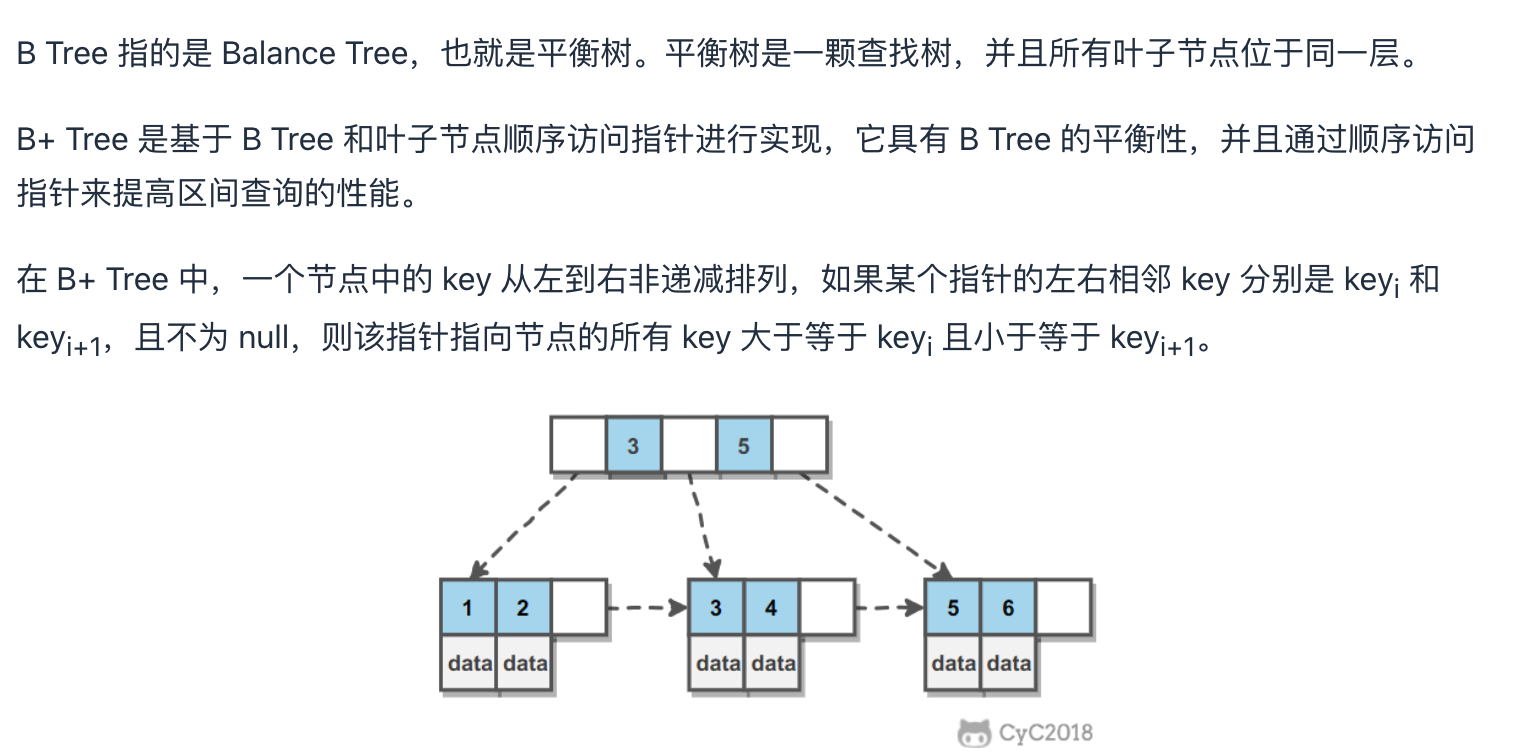 B Tree 指的是 Balance Tree，也就是平衡树。平衡树是一颗查找树，并且所有叶子节点位于同一层。
B+ Tree 是基于 B Tree 和叶子节点顺序访问指针进行实现，它具有 B Tree 的平衡性，并且通过顺序访问
指针来提高区间查询的性能。
在 B+ Tree 中，一个节点中的 key 从左到右非递减排列，如果某个指针的左右相邻 key 分别是 keyi 和
keyi+1，且不为 null，则该指针指向节点的所有 key 大于等于 keyi 且小于等于 keyi+1。
3 5
1 2 3 4 5 6
data data data data data data
CyC2018